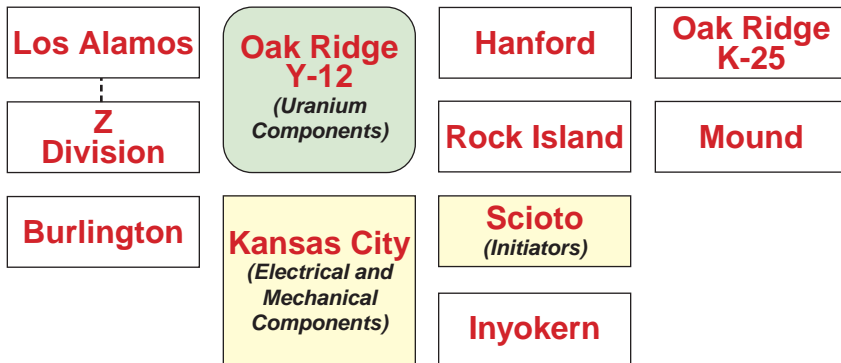 Los Alamos
Oak Ridge
Y-12
(Uranium
Components)
Hanford
Oak Ridge
K-25
Z
Division
Rock Island
Mound
Burlington
Kansas City
(Electrical and
Mechanical
Components)
Scioto
(Initiators)
Inyokern